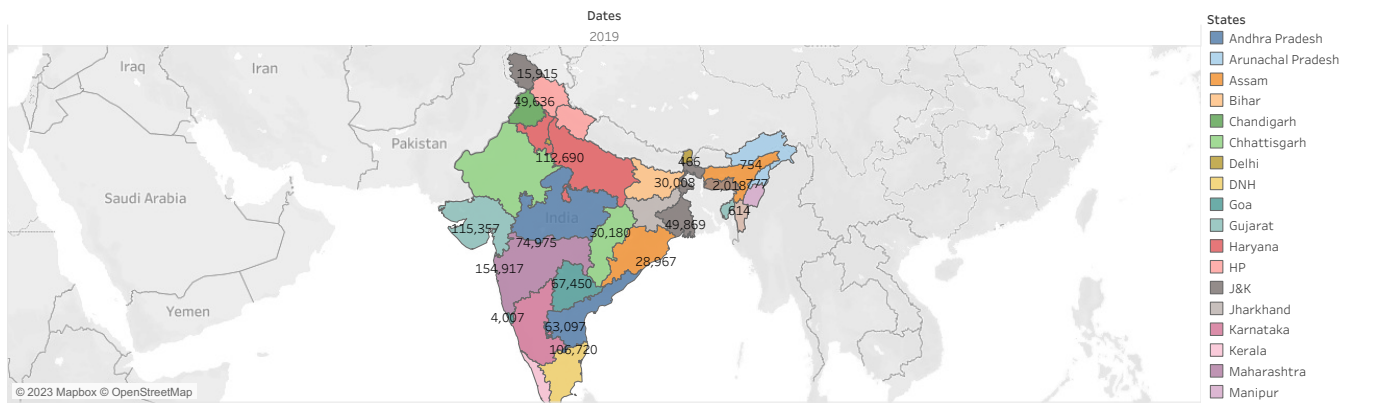 Dates
2019
States
Andhra Pradesh
Arunachal Pradesh
Assam
Bihar
Chandigarh
Chhattisgarh
Delhi
DNH
Goa
Gujarat
Haryana
HP
J&K
Jharkhand
Karnataka
Kerala
Maharashtra
Manipur
Iraq
Iran
15,915
49,636
Pakistan
112,690
466
754
30,008
2,018
777
Saudi Arabia
614
India
115,357
30,180
49,869
74,975
154,917
28,967
67,450
Yemen
4,007
63,097
106,720
© 2023 Mapbox © OpenStreetMap